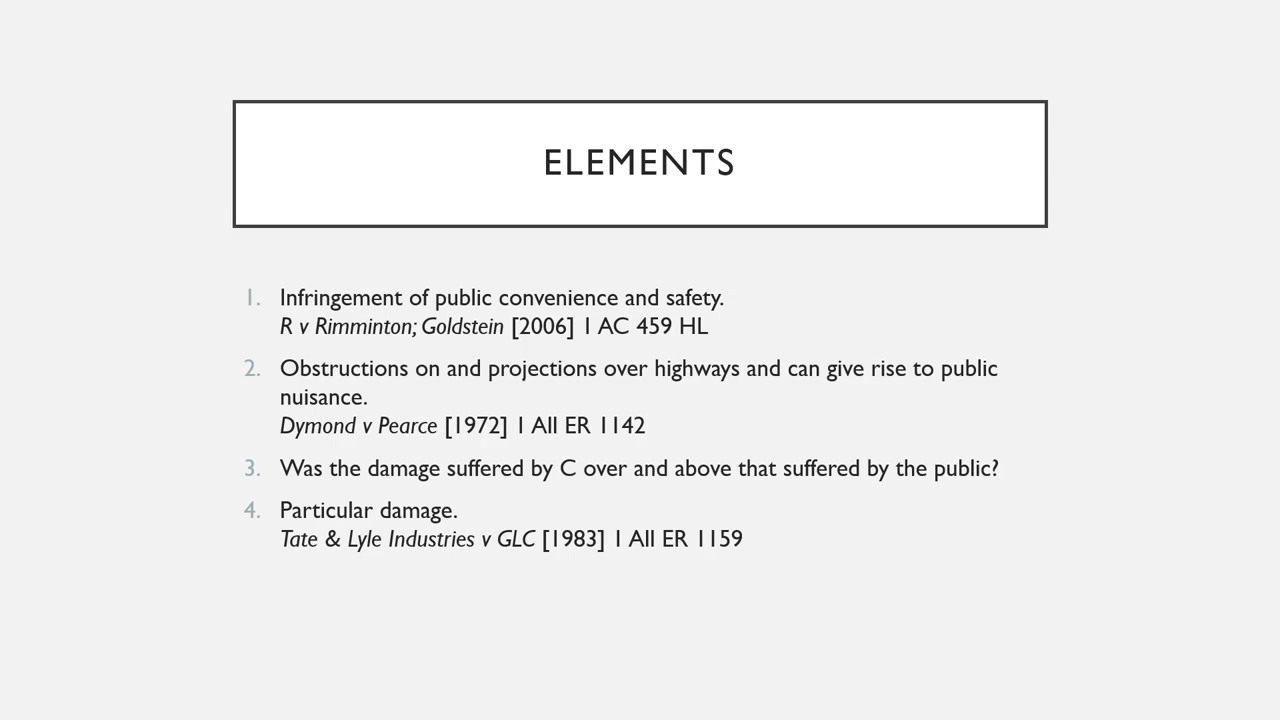 ELEMENTS
1. Infringement of public convenience and safety.
R v Rimminton; Goldstein [2006] 1 AC 459 HL
2. Obstructions on and projections over highways and can give rise to public
nuisance.
Dymond v Pearce [1972] 1 All ER 1142
3. Was the damage suffered by C over and above that suffered by the public?
4. Particular damage.
Tate & Lyle Industries v GLC [1983] 1 All ER 1159